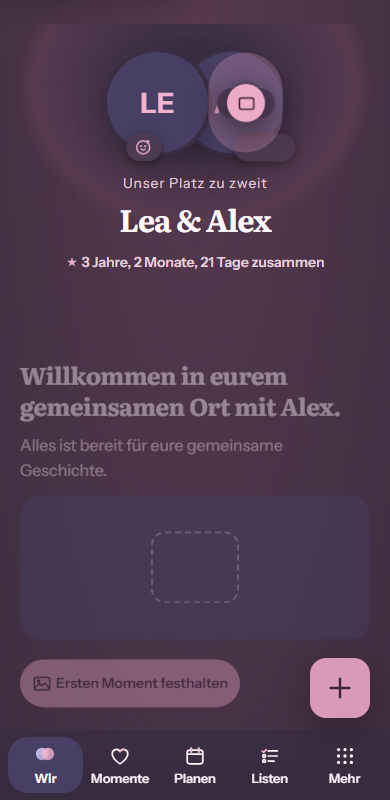 LE
Unser Platz zu zweit
Lea & Alex
★ 3 Jahre, 2 Monate, 21 Tage zusammen
Willkommen in eurem
gemeinsamen Ort mit Alex.
Alles ist bereit für eure gemeinsame
Geschichte.
Ersten Moment festhalten
Wir Momente Planen Listen Mehr